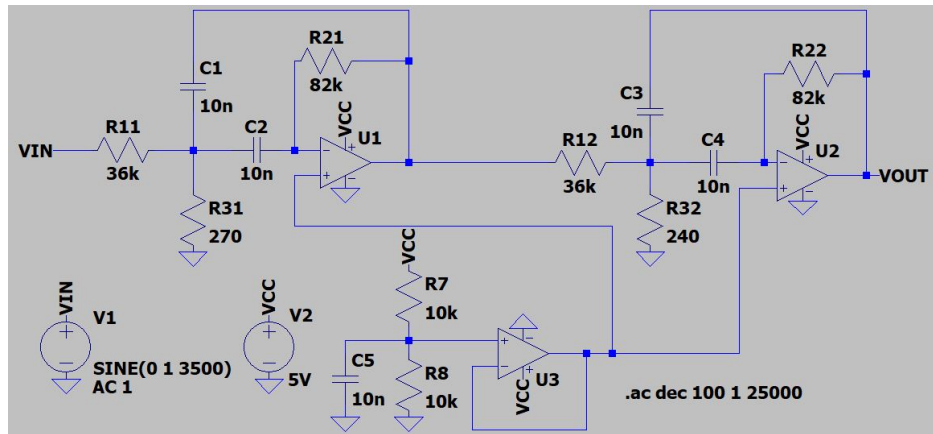 R21
82k
C1
10n
VCC
U1
R11
36k
VIN
C2
10n
R31
270
R22
82k
C3
10n
VCC
U2
R12
36k
C4
10n
VOUT
R32
240
VCC
R7
10k
VIN
V1
SINE(0 1 3500)
AC 1
VCC
V2
5V
C5
10n
R8
10k
U3
VCC
.ac dec 100 1 25000